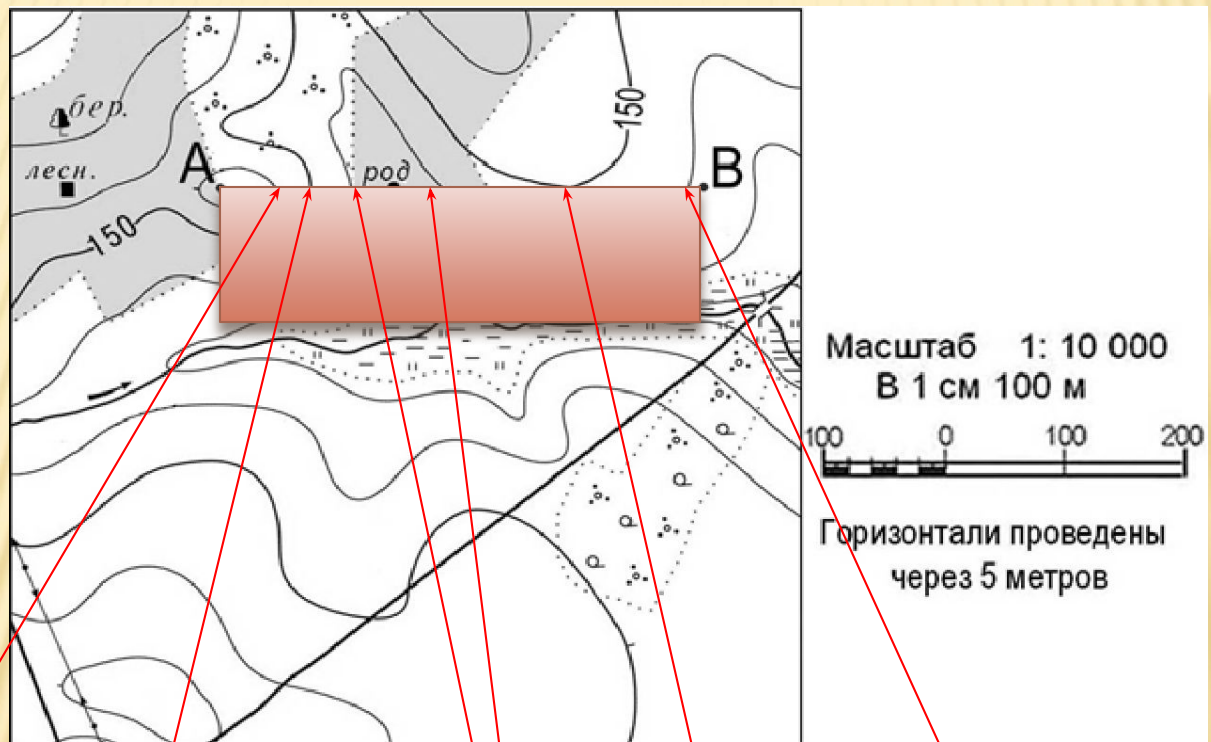 бер.
лесн.
150
A
род
B
150
Масштаб 1: 10 000
В 1 см 100 м
100 0 100 200
Горизонтали проведены
через 5 метров